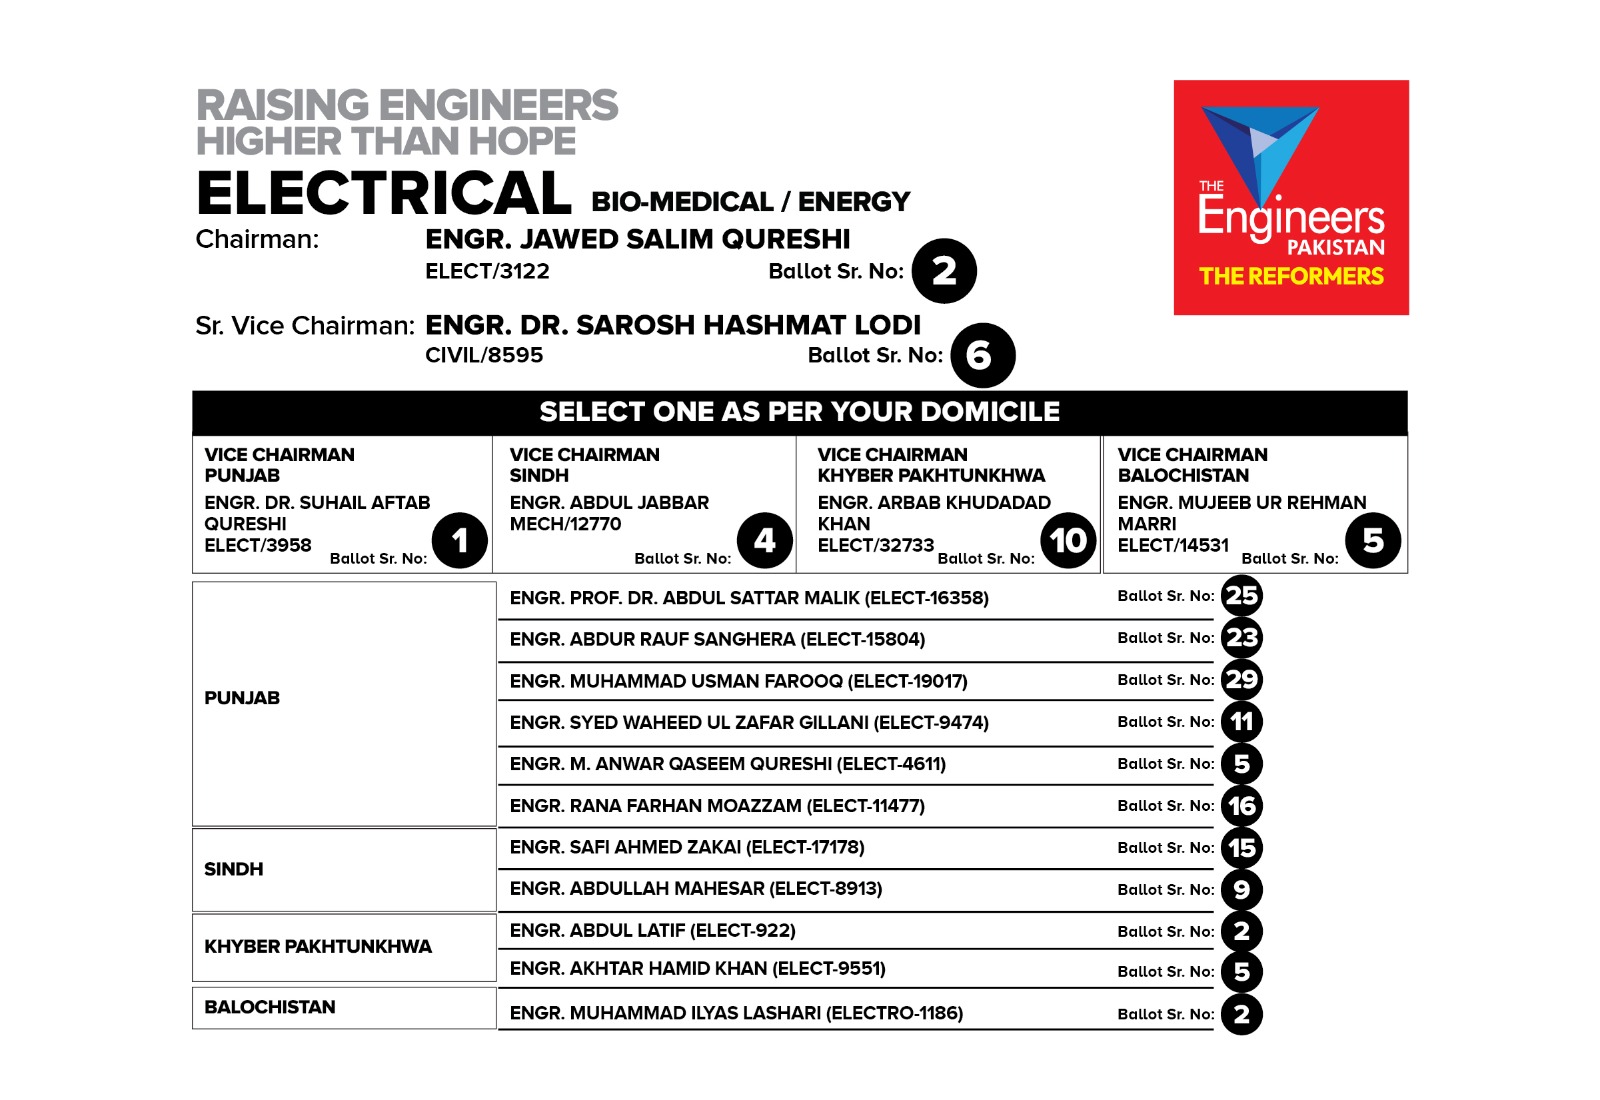 RAISING ENGINEERS
HIGHER THAN HOPE
ELECTRICAL BIO-MEDICAL / ENERGY
Chairman: ENGR. JAWED SALIM QURESHI
ELECT/3122 Ballot Sr. No: 2
Sr. Vice Chairman: ENGR. DR. SAROSH HASHMAT LODI
CIVIL/8595 Ballot Sr. No: 6
THE
Engineers
PAKISTAN
THE REFORMERS
SELECT ONE AS PER YOUR DOMICILE
VICE CHAIRMAN
PUNJAB
ENGR. DR. SUHAIL AFTAB
QURESHI
ELECT/3958
Ballot Sr. No: 1
VICE CHAIRMAN
SINDH
ENGR. ABDUL JABBAR
MECH/12770
Ballot Sr. No: 4
VICE CHAIRMAN
KHYBER PAKHTUNKHWA
ENGR. ARBAB KHUDADAD
KHAN
ELECT/32733
Ballot Sr. No: 10
VICE CHAIRMAN
BALOCHISTAN
ENGR. MUJEEB UR REHMAN
MARRI
ELECT/14531
Ballot Sr. No: 5
PUNJAB
ENGR. PROF. DR. ABDUL SATTAR MALIK (ELECT-16358) Ballot Sr. No: 25
ENGR. ABDUR RAUF SANGHERA (ELECT-15804) Ballot Sr. No: 23
ENGR. MUHAMMAD USMAN FAROOQ (ELECT-19017) Ballot Sr. No: 29
ENGR. SYED WAHEED UL ZAFAR GILLANI (ELECT-9474) Ballot Sr. No: 11
ENGR. M. ANWAR QASEEM QURESHI (ELECT-4611) Ballot Sr. No: 5
ENGR. RANA FARHAN MOAZZAM (ELECT-11477) Ballot Sr. No: 16
SINDH
ENGR. SAFI AHMED ZAKAI (ELECT-17178) Ballot Sr. No: 15
ENGR. ABDULLAH MAHESAR (ELECT-8913) Ballot Sr. No: 9
KHYBER PAKHTUNKHWA
ENGR. ABDUL LATIF (ELECT-922) Ballot Sr. No: 2
ENGR. AKHTAR HAMID KHAN (ELECT-9551) Ballot Sr. No: 5
BALOCHISTAN
ENGR. MUHAMMAD ILYAS LASHARI (ELECTRO-1186) Ballot Sr. No: 2